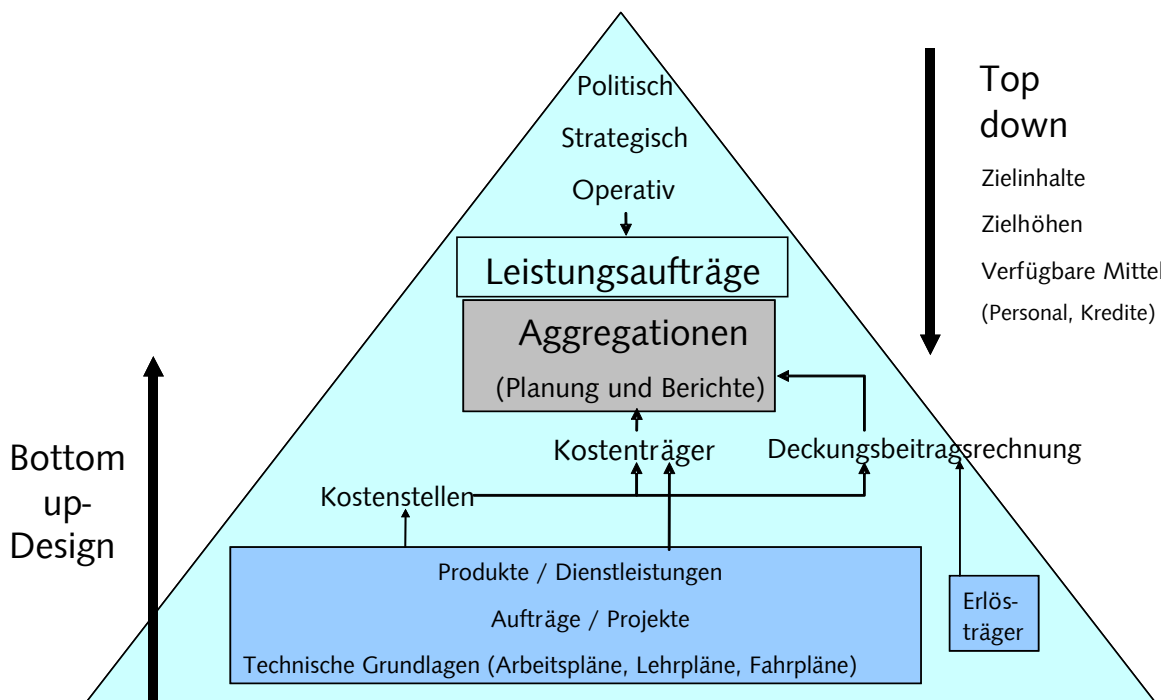 Politisch
Strategisch
Operativ
Leistungsaufträge
Aggregationen
(Planung und Berichte)
Kostenträger
Deckungsbeitragsrechnung
Kostenstellen
Produkte / Dienstleistungen
Aufträge / Projekte
Technische Grundlagen (Arbeitspläne, Lehrpläne, Fahrpläne)
Erlös-
träger
Top
down
Zielinhalte
Zielhöhen
Verfügbare Mittel
(Personal, Kredite)
Bottom
up-
Design